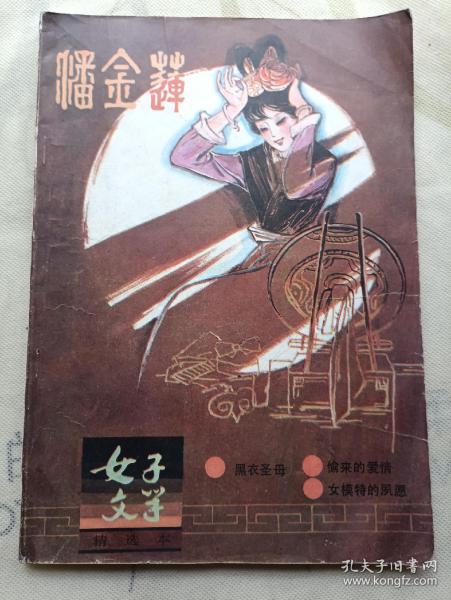 潘金莲
女子
文学
精选本
黑衣圣母
偷来的爱情
女模特的夙愿
孔夫子旧书网
www.kongfz.com